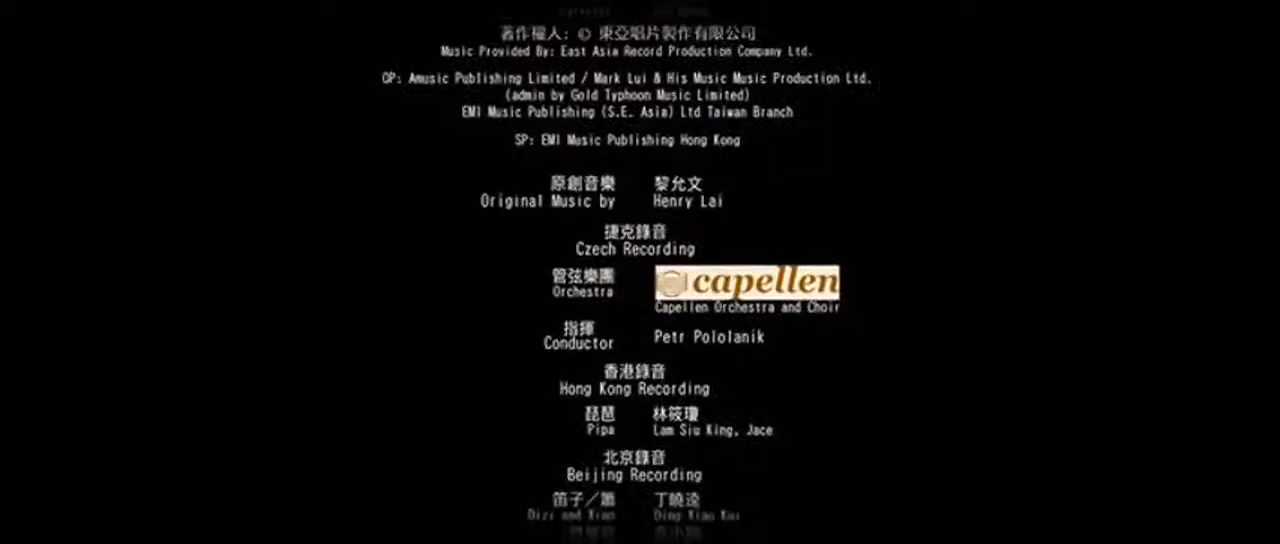 著作權人: © 東亞唱片製作有限公司
Music Provided By: East Asia Record Production Company Ltd.
OP: Amusic Publishing Limited / Mark Lui & His Music Music Production Ltd.
(admin by Gold Typhoon Music Limited)
EMI Music Publishing (S.E. Asia) Ltd Taiwan Branch
SP: EMI Music Publishing Hong Kong
原創音樂 黎允文
Original Music by Henry Lai
捷克錄音
Czech Recording
管弦樂團 capellen
Orchestra Capellen Orchestra and Choir
指揮
Conductor Petr Pololanik
香港錄音
Hong Kong Recording
琵琶 林筱瓊
Pipa Lam Siu King, Jace
北京錄音
Beijing Recording
笛子／簫 丁曉逵
Dizi and Xiao Ding Xiao Kui